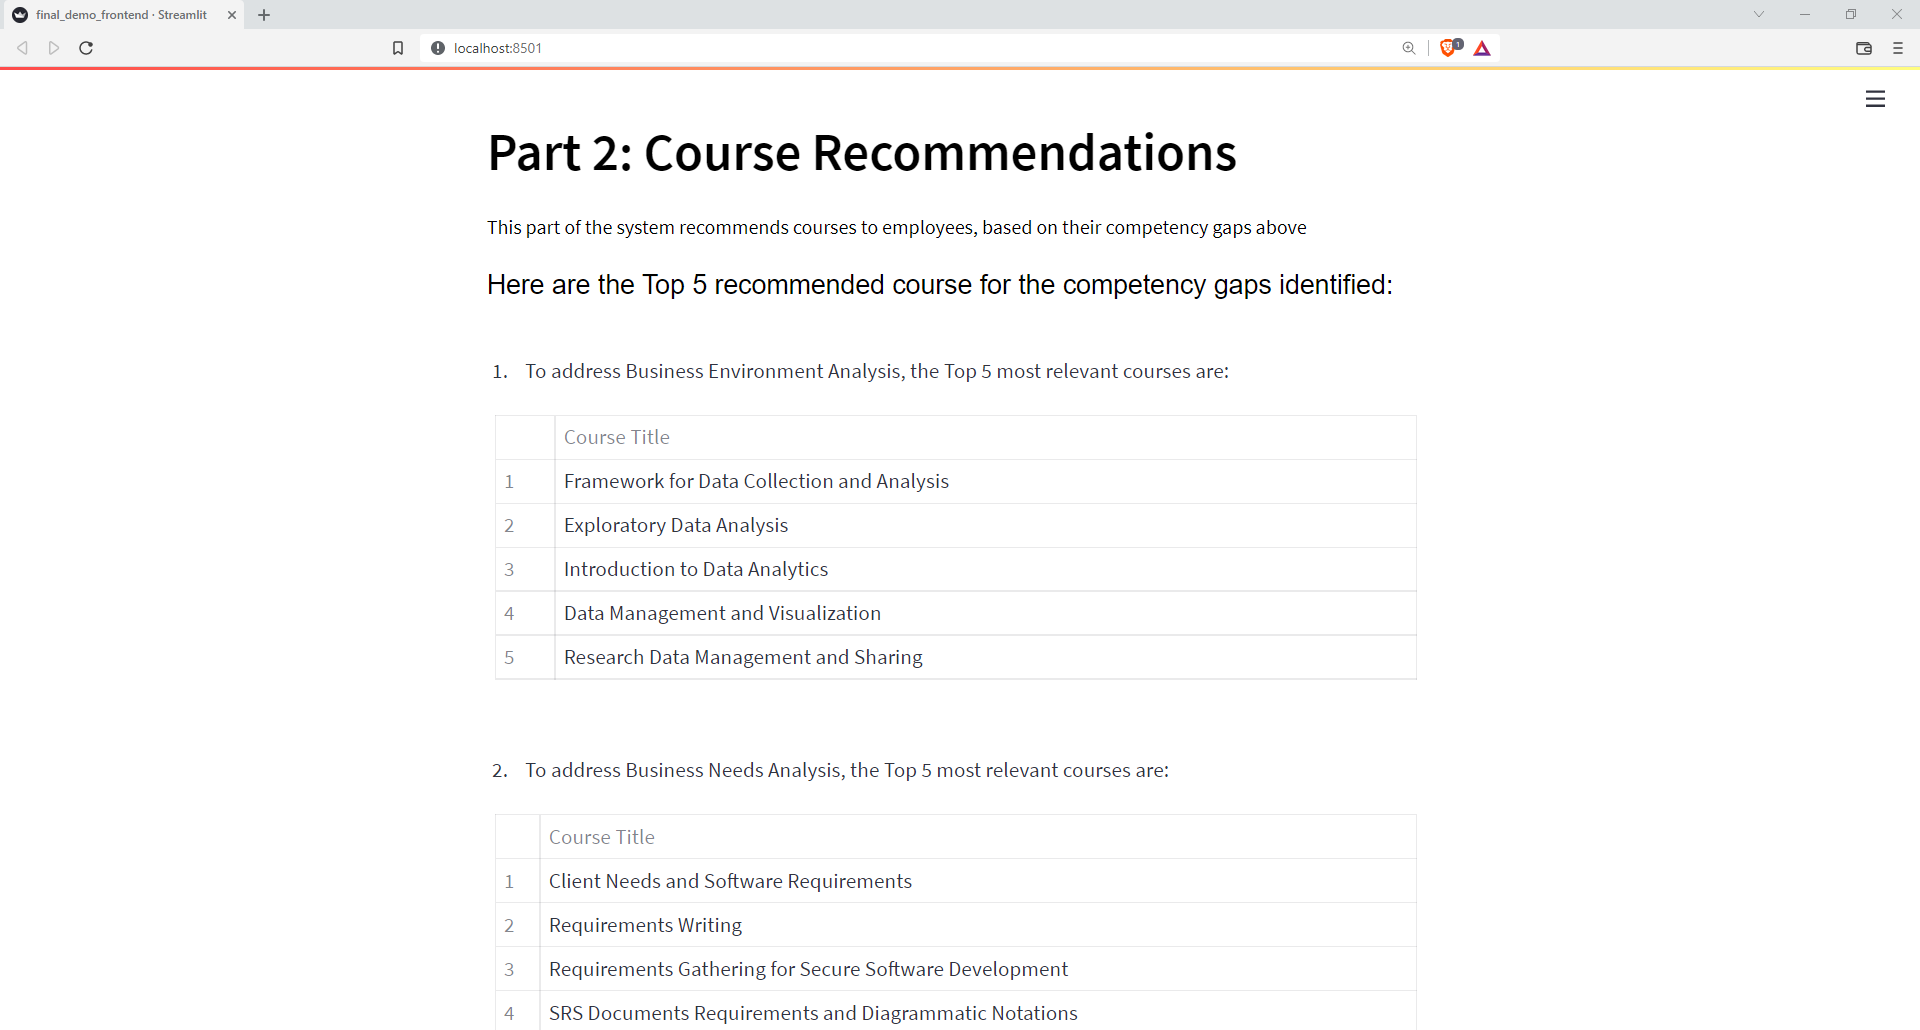 final_demo_frontend · Streamlit
localhost:8501
1
Part 2: Course Recommendations
This part of the system recommends courses to employees, based on their competency gaps above
Here are the Top 5 recommended course for the competency gaps identified:
1. To address Business Environment Analysis, the Top 5 most relevant courses are:
Course Title
1 Framework for Data Collection and Analysis
2 Exploratory Data Analysis
3 Introduction to Data Analytics
4 Data Management and Visualization
5 Research Data Management and Sharing
2. To address Business Needs Analysis, the Top 5 most relevant courses are:
Course Title
1 Client Needs and Software Requirements
2 Requirements Writing
3 Requirements Gathering for Secure Software Development
4 SRS Documents Requirements and Diagrammatic Notations